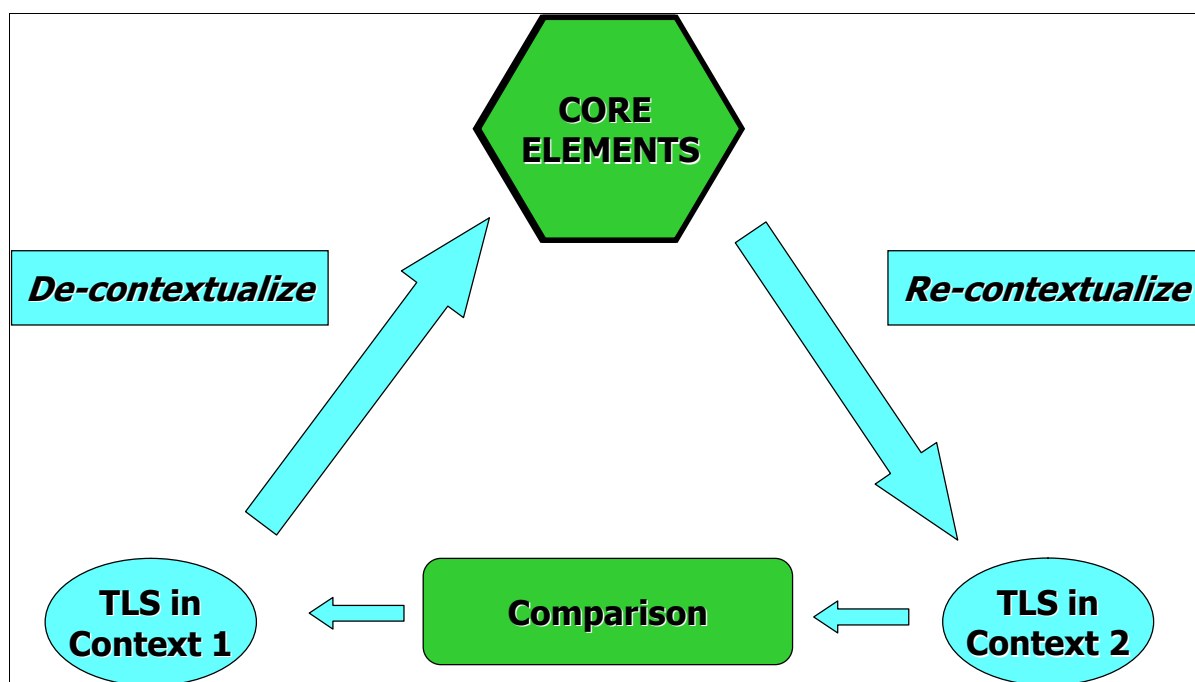 CORE
ELEMENTS
De-contextualize
Re-contextualize
TLS in
Context 1
Comparison
TLS in
Context 2